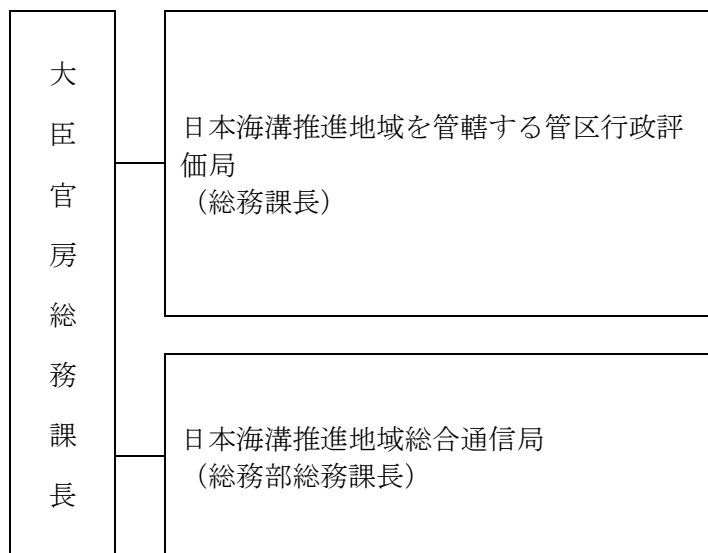 大臣官房総務課長
日本海溝推進地域を管轄する管区行政評
価局
（総務課長）
日本海溝推進地域総合通信局
（総務部総務課長）